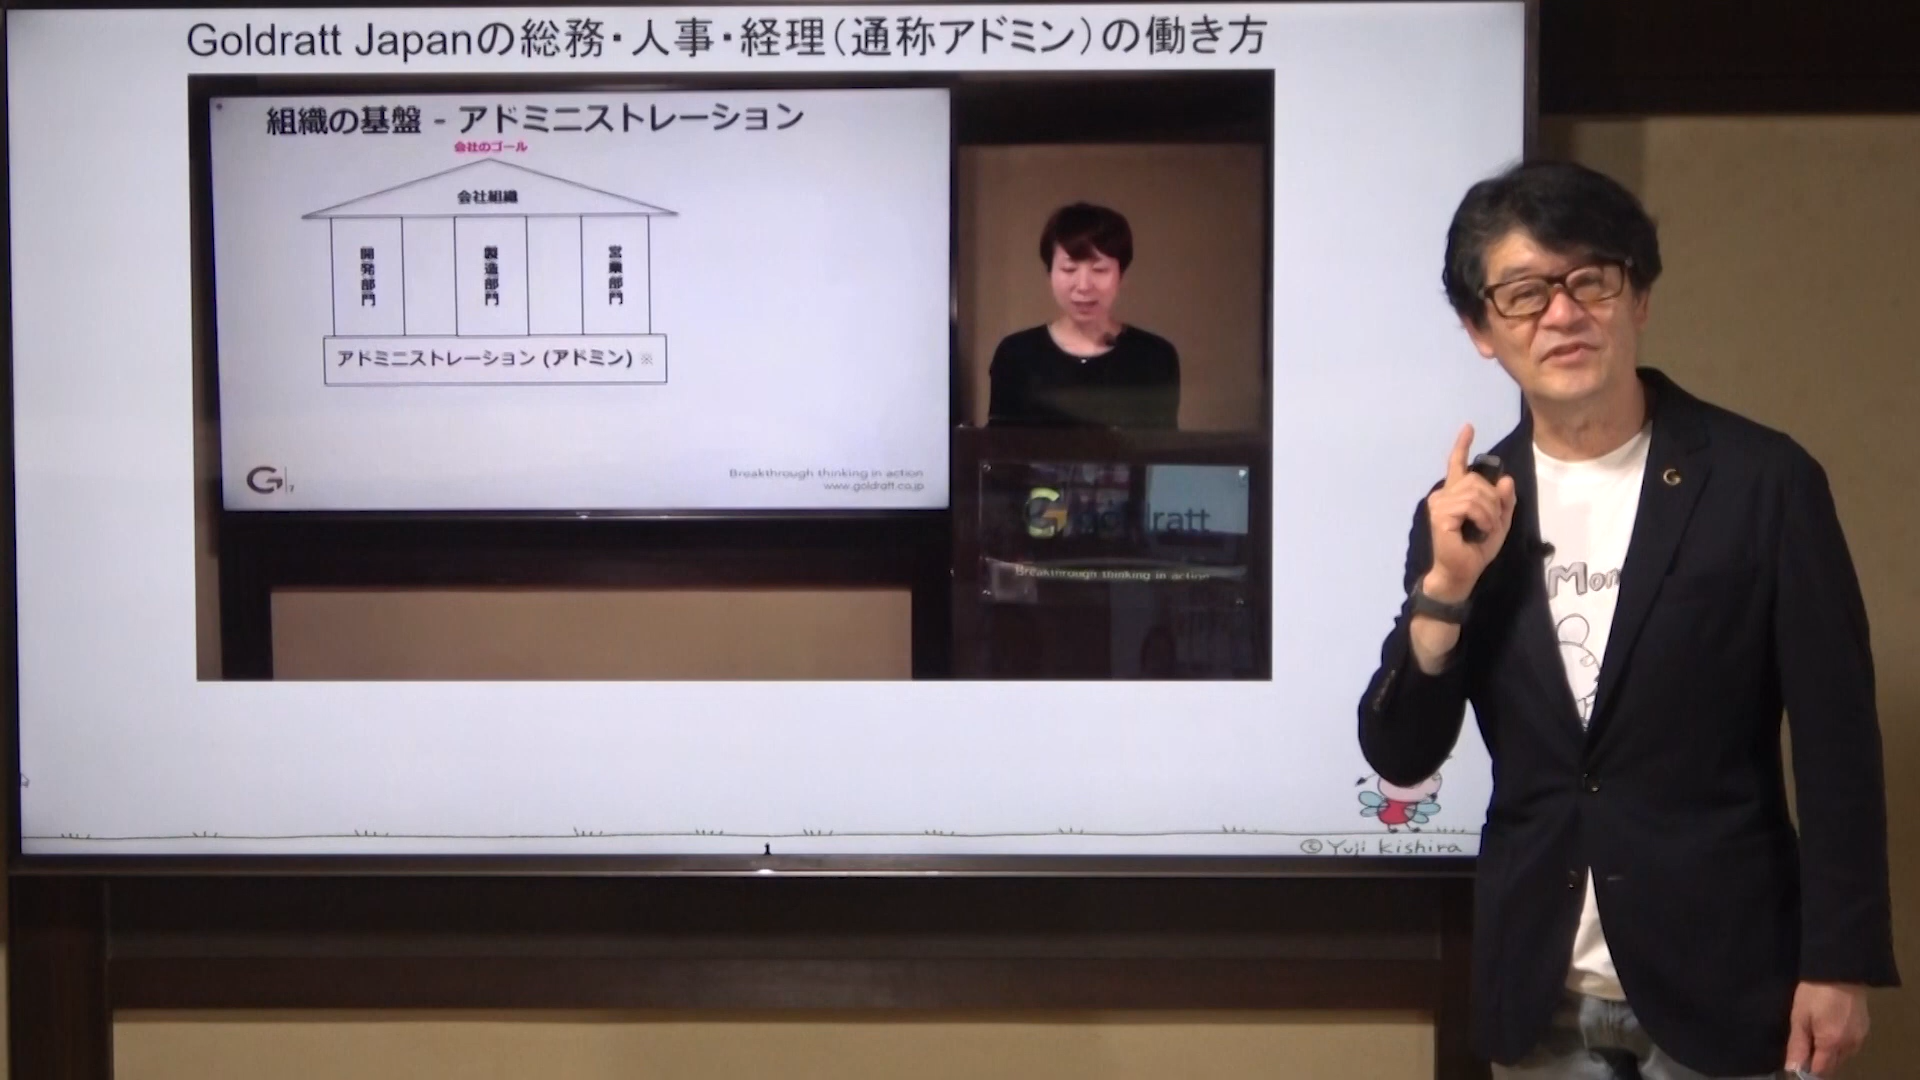 Goldratt Japanの総務・人事・経理（通称アドミン）の働き方
組織の基盤 - アドミニストレーション
会社のゴール
会社組織
開発部門
製造部門
営業部門
アドミニストレーション (アドミン) ※
G
7
Breakthrough thinking in action
www.goldratt.co.jp
Goldratt
Breakthrough thinking in action
G
Mon
1
© Yuji Kishira